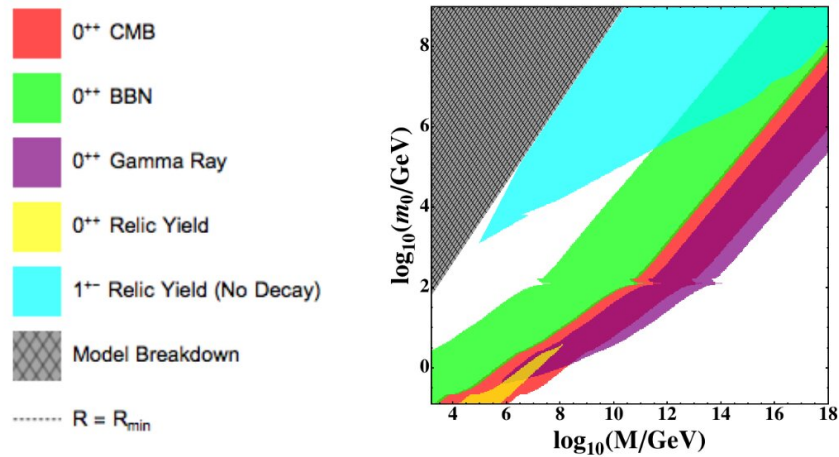 0⁺⁺ CMB
0⁺⁺ BBN
0⁺⁺ Gamma Ray
0⁺⁺ Relic Yield
1⁺⁻ Relic Yield (No Decay)
Model Breakdown
R = Rₘᵢₙ
log₁₀(m₀/GeV)
8
6
4
2
0
4 6 8 10 12 14 16 18
log₁₀(M/GeV)